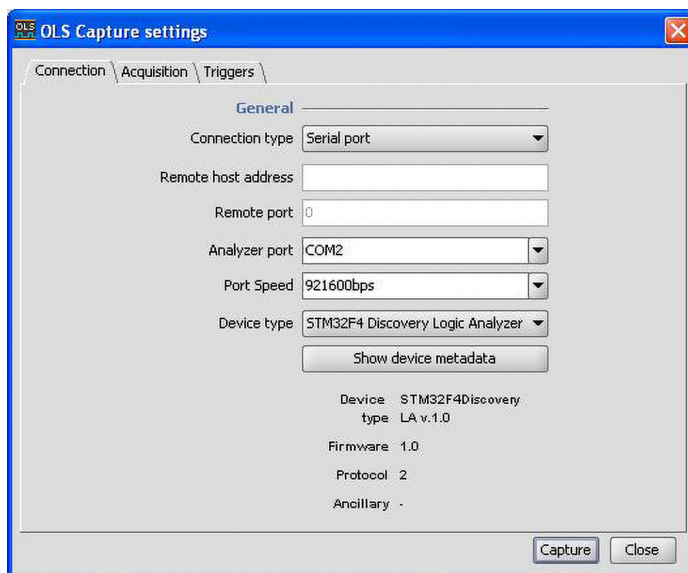 OLS OLS Capture settings
Connection Acquisition Triggers
General
Connection type Serial port
Remote host address
Remote port 0
Analyzer port COM2
Port Speed 921600bps
Device type STM32F4 Discovery Logic Analyzer
Show device metadata
Device STM32F4Discovery
type LA v.1.0
Firmware 1.0
Protocol 2
Ancillary -
Capture Close